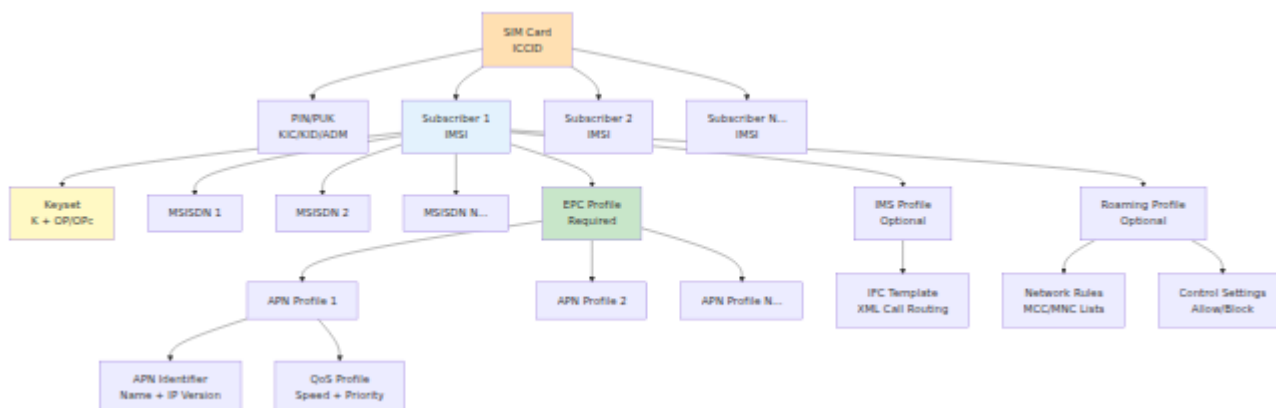 SIM Card
ICCID
PIN/PUK
KIC/KID/ADM
Subscriber 1
IMSI
Subscriber 2
IMSI
Subscriber N...
IMSI
Keyset
K + OP/OPc
MSISDN 1
MSISDN 2
MSISDN N...
EPC Profile
Required
IMS Profile
Optional
Roaming Profile
Optional
APN Profile 1
APN Profile 2
APN Profile N...
IFC Template
XML Call Routing
Network Rules
MCC/MNC Lists
Control Settings
Allow/Block
APN Identifier
Name + IP Version
QoS Profile
Speed + Priority